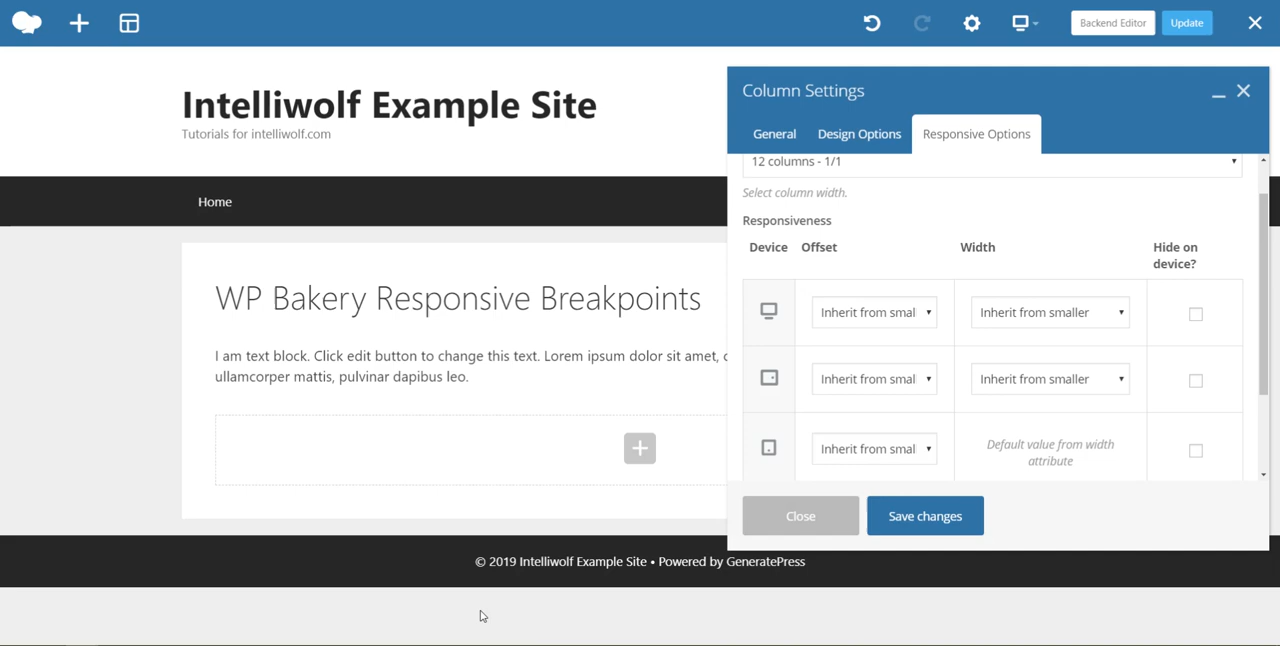 Backend Editor
Update
Intelliwolf Example Site
Tutorials for intelliwolf.com
Home
WP Bakery Responsive Breakpoints
I am text block. Click edit button to change this text. Lorem ipsum dolor sit amet,
ullamcorper mattis, pulvinar dapibus leo.
Column Settings
General Design Options Responsive Options
12 columns - 1/1
Select column width.
Responsiveness
Device Offset Width Hide on
device?
Inherit from smal Inherit from smaller
Inherit from smal Inherit from smaller
Inherit from smal Default value from width
attribute
Close Save changes
© 2019 Intelliwolf Example Site • Powered by GeneratePress